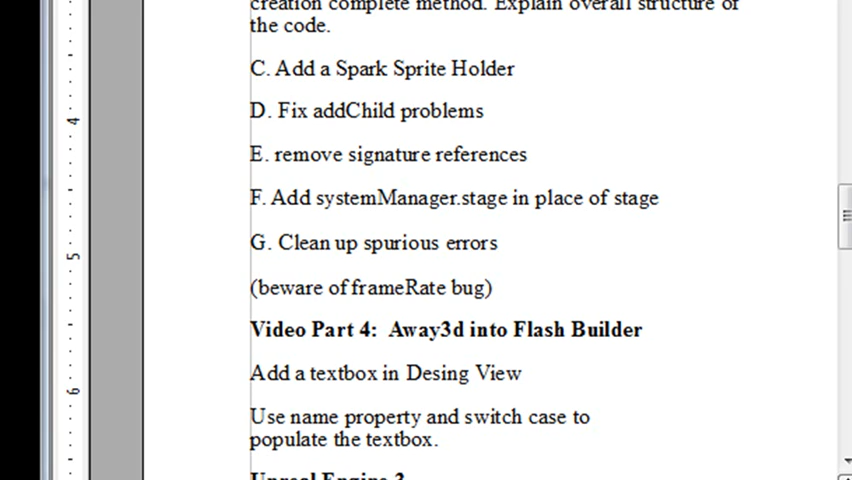 creation complete method. Explain overall structure of
the code.
C. Add a Spark Sprite Holder
D. Fix addChild problems
E. remove signature references
F. Add systemManager.stage in place of stage
G. Clean up spurious errors
(beware of frameRate bug)
Video Part 4:  Away3d into Flash Builder
Add a textbox in Desing View
Use name property and switch case to
populate the textbox.
Unreal Engine 3
4
5
6